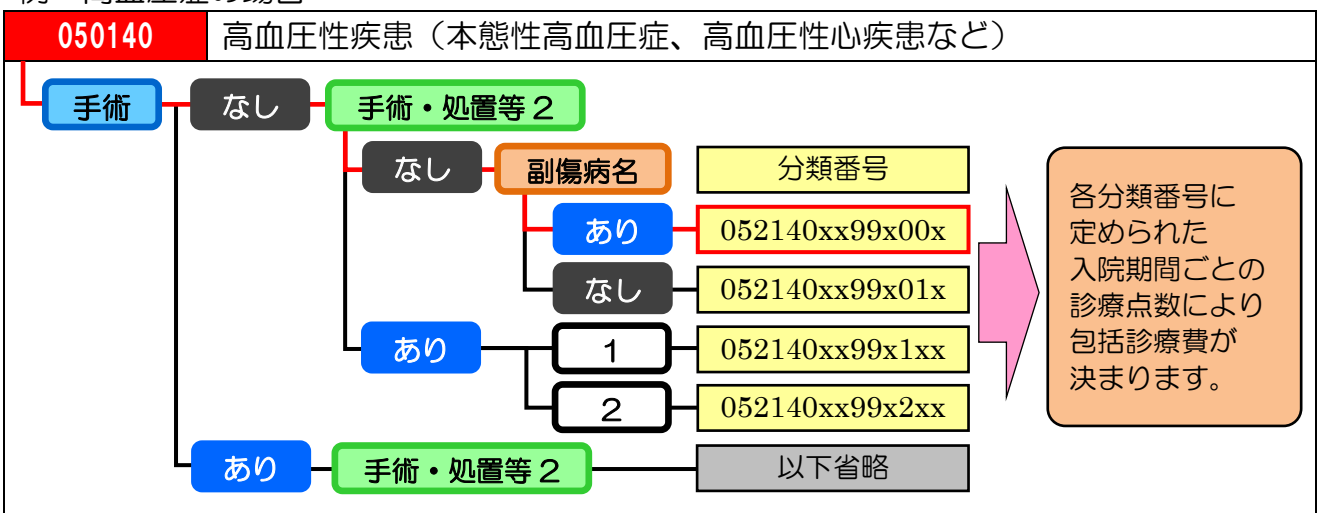 050140 高血圧性疾患（本態性高血圧症、高血圧性心疾患など）
手術 なし 手術・処置等２
なし 副傷病名 分類番号
あり 052140xx99x00x
なし 052140xx99x01x
あり １ 052140xx99x1xx
２ 052140xx99x2xx
あり 手術・処置等２ 以下省略
各分類番号に
定められた
入院期間ごとの
診療点数により
包括診療費が
決まります。